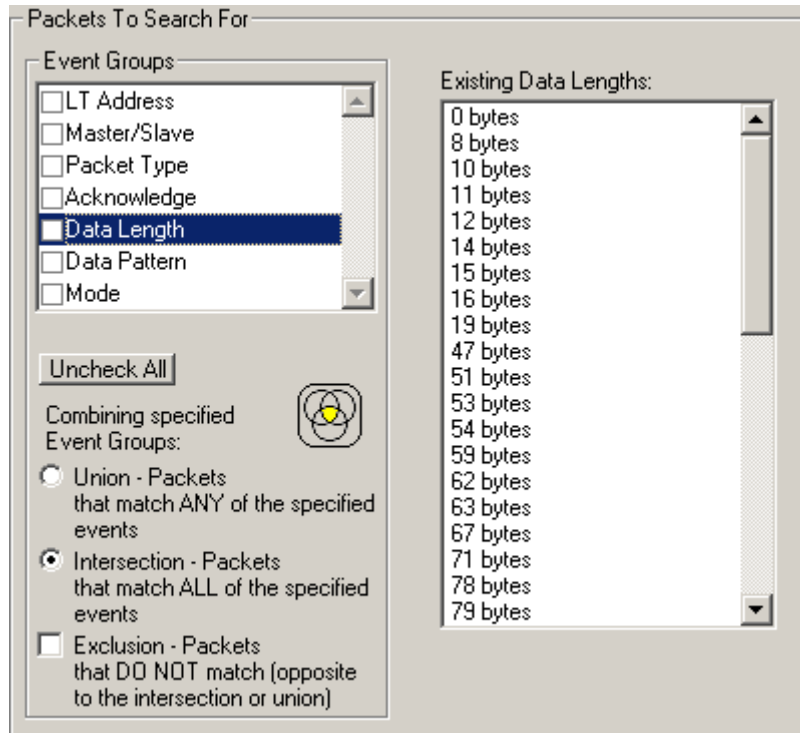 Packets To Search For
Event Groups
LT Address
Master/Slave
Packet Type
Acknowledge
Data Length
Data Pattern
Mode
Uncheck All
Combining specified
Event Groups:
Union - Packets
that match ANY of the specified
events
Intersection - Packets
that match ALL of the specified
events
Exclusion - Packets
that DO NOT match (opposite
to the intersection or union)
Existing Data Lengths:
0 bytes
8 bytes
10 bytes
11 bytes
12 bytes
14 bytes
15 bytes
16 bytes
19 bytes
47 bytes
51 bytes
53 bytes
54 bytes
59 bytes
62 bytes
63 bytes
67 bytes
71 bytes
78 bytes
79 bytes